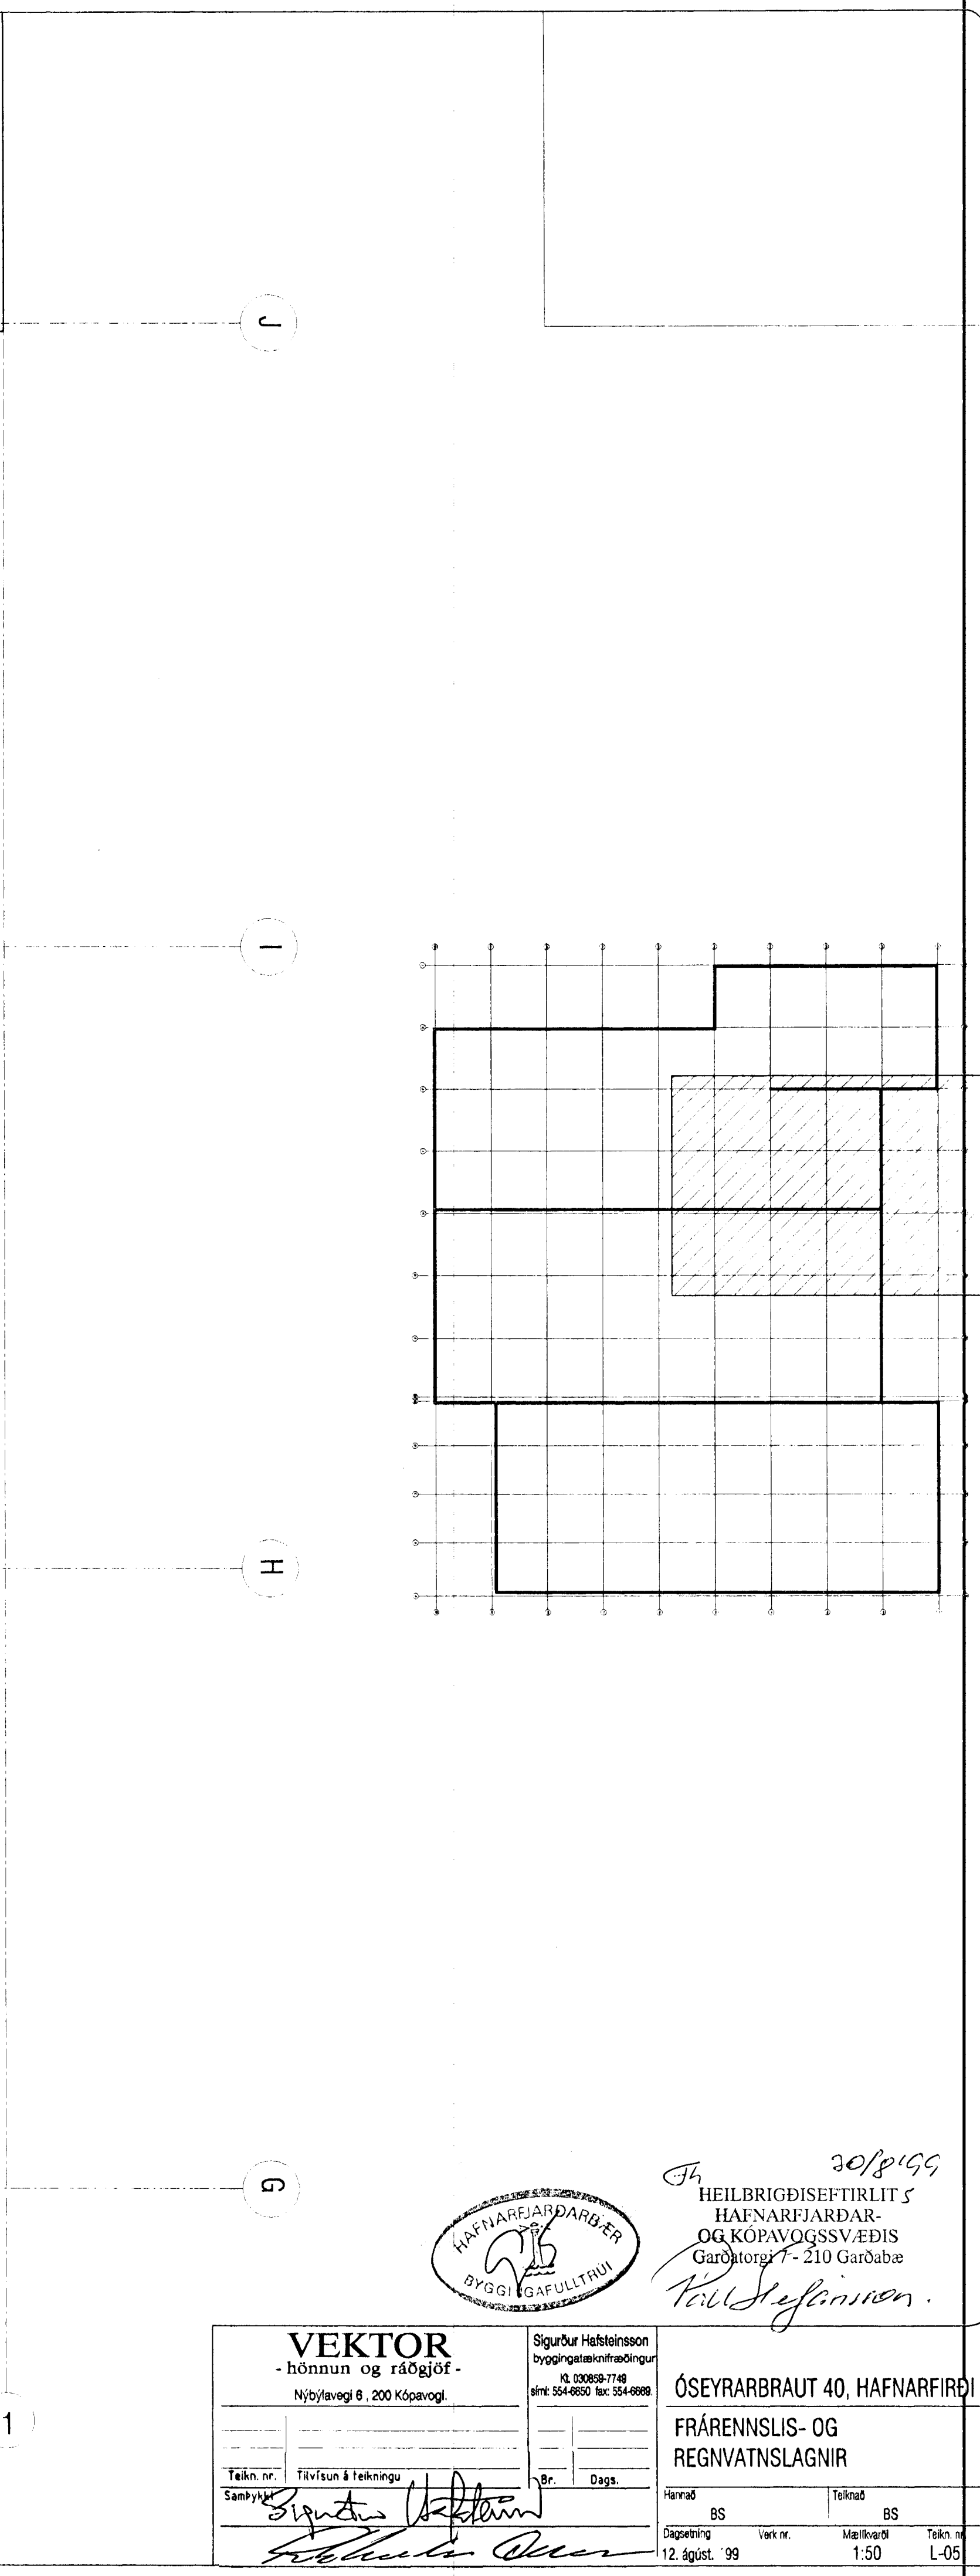 J
I
H
G
1
HAFNARFJARÐARBÆR
BYGGINGAFULLTRÚI
30/8'99
HEILBRIGÐISEFTIRLIT
HAFNARFJARÐAR-
OG KÓPAVOGSSVÆÐIS
Garðatorgi 7 - 210 Garðabæ
Páll Stefánsson.
VEKTOR
- hönnun og ráðgjöf -
Nýbýlavegi 6 , 200 Kópavogi.
Sigurður Hafsteinsson
byggingatæknifræðingur
Kt. 030859-7749
sími: 554-6650 fax: 554-6669.
Teikn. nr.
Tilvísun á teikningu
Br.
Dags.
Samþykkt
ÓSEYRARBRAUT 40, HAFNARFIRÐI
FRÁRENNSLIS- OG
REGNVATNSLAGNIR
Hannað
BS
Teiknað
BS
Dagsetning
12. ágúst. ´99
Verk nr.
Mælikvarði
1:50
Teikn. nr
L-05